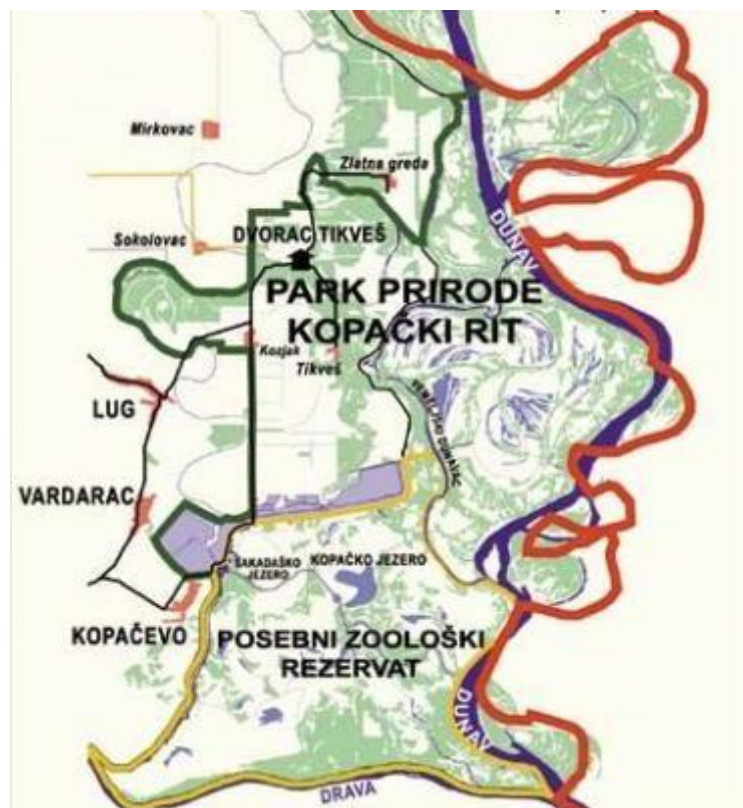 Mirkovac
Zlatna greda
DUNAV
Sokolovac
DVORAC TIKVEŠ
PARK PRIRODE
KOPAČKI RIT
Kozjak
Tikveš
LUG
VARDARAC
SAKADAŠKO
JEZERO
KOPAČKO JEZERO
KOPAČEVO
POSEBNI ZOOLOŠKI
REZERVAT
DUNAV
DRAVA